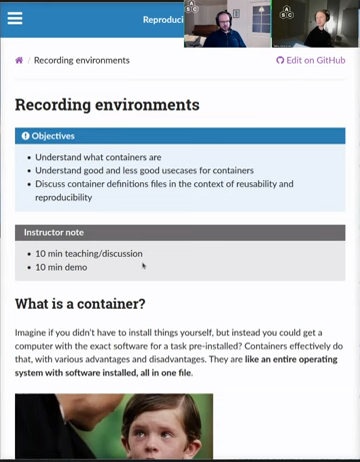 Reproduci
Recording environments
Edit on GitHub
Recording environments
Objectives
Understand what containers are
Understand good and less good usecases for containers
Discuss container definitions files in the context of reusability and
reproducibility
Instructor note
10 min teaching/discussion
10 min demo
What is a container?
Imagine if you didn't have to install things yourself, but instead you could get a
computer with the exact software for a task pre-installed? Containers effectively do
that, with various advantages and disadvantages. They are like an entire operating
system with software installed, all in one file.